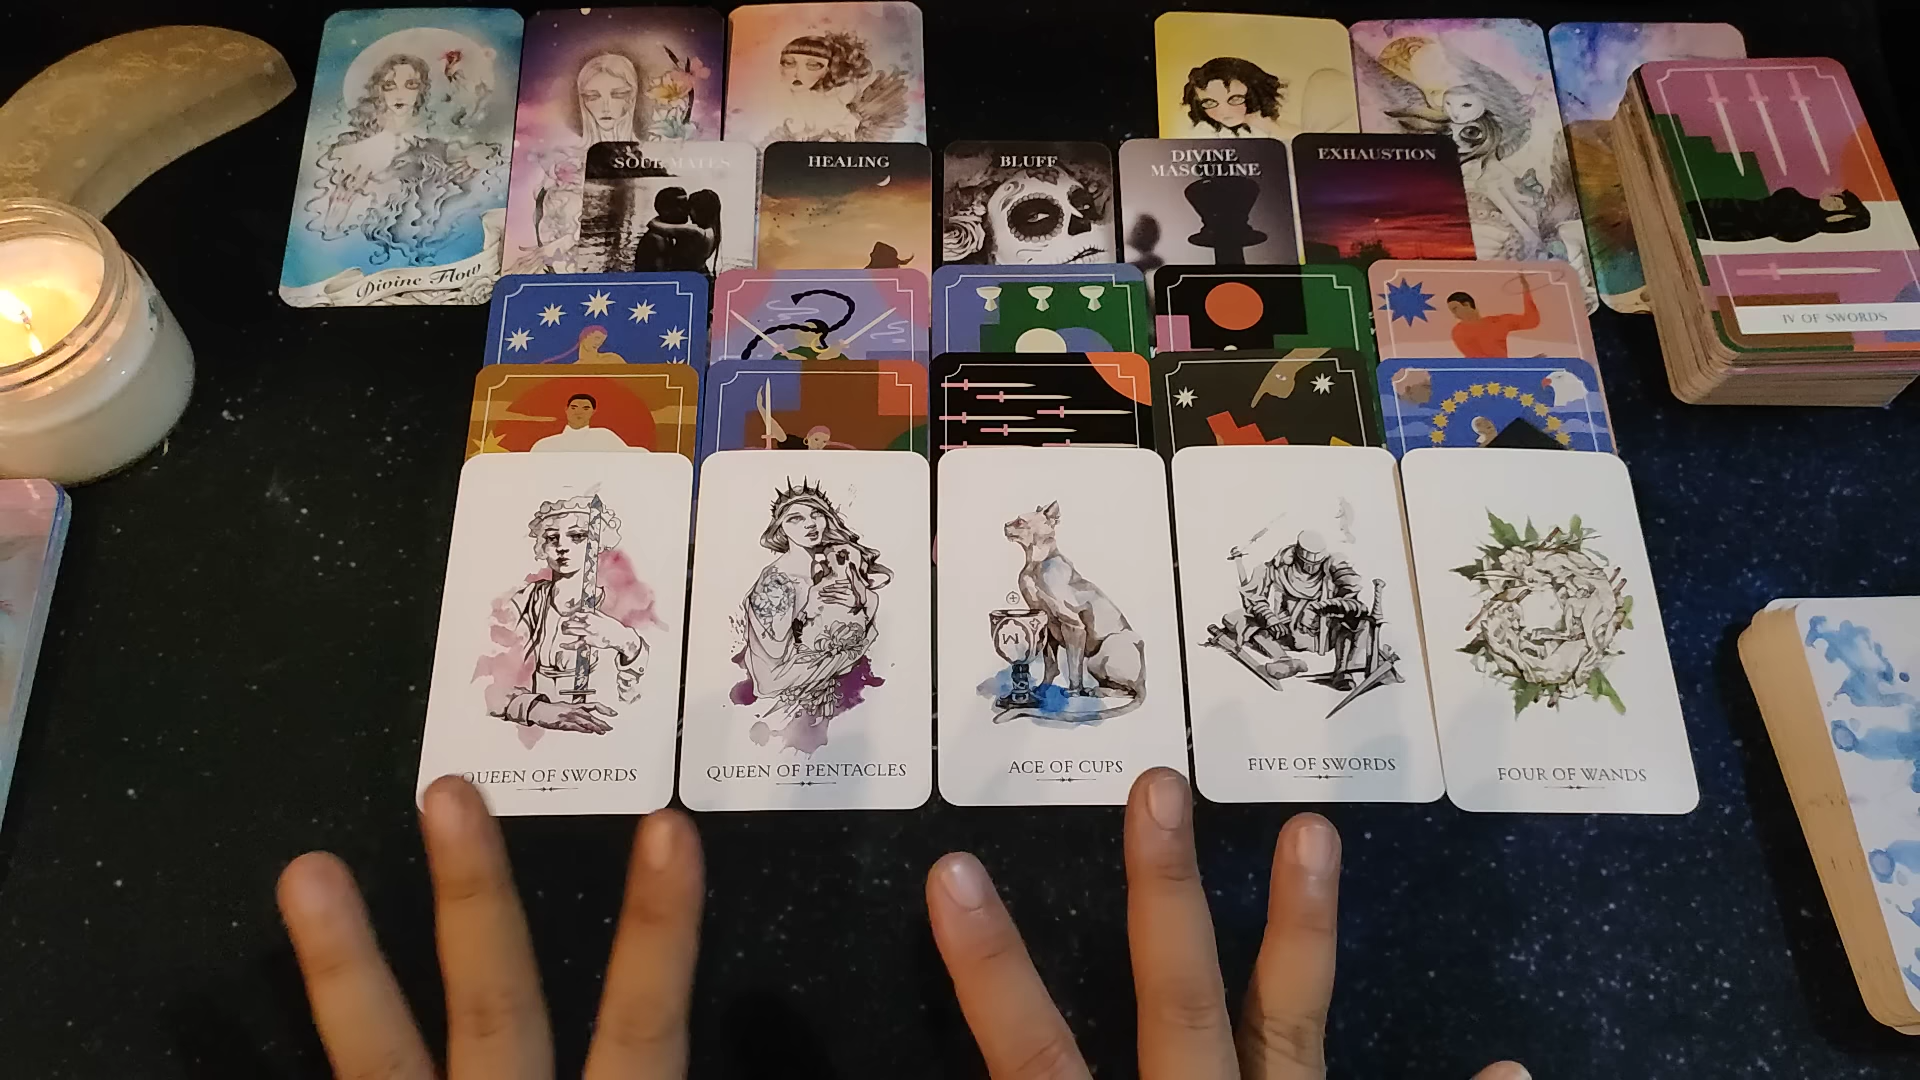 Divine Flow
SOULMATES
HEALING
BLUFF
DIVINE
MASCULINE
EXHAUSTION
IV OF SWORDS
QUEEN OF SWORDS
QUEEN OF PENTACLES
ACE OF CUPS
FIVE OF SWORDS
FOUR OF WANDS